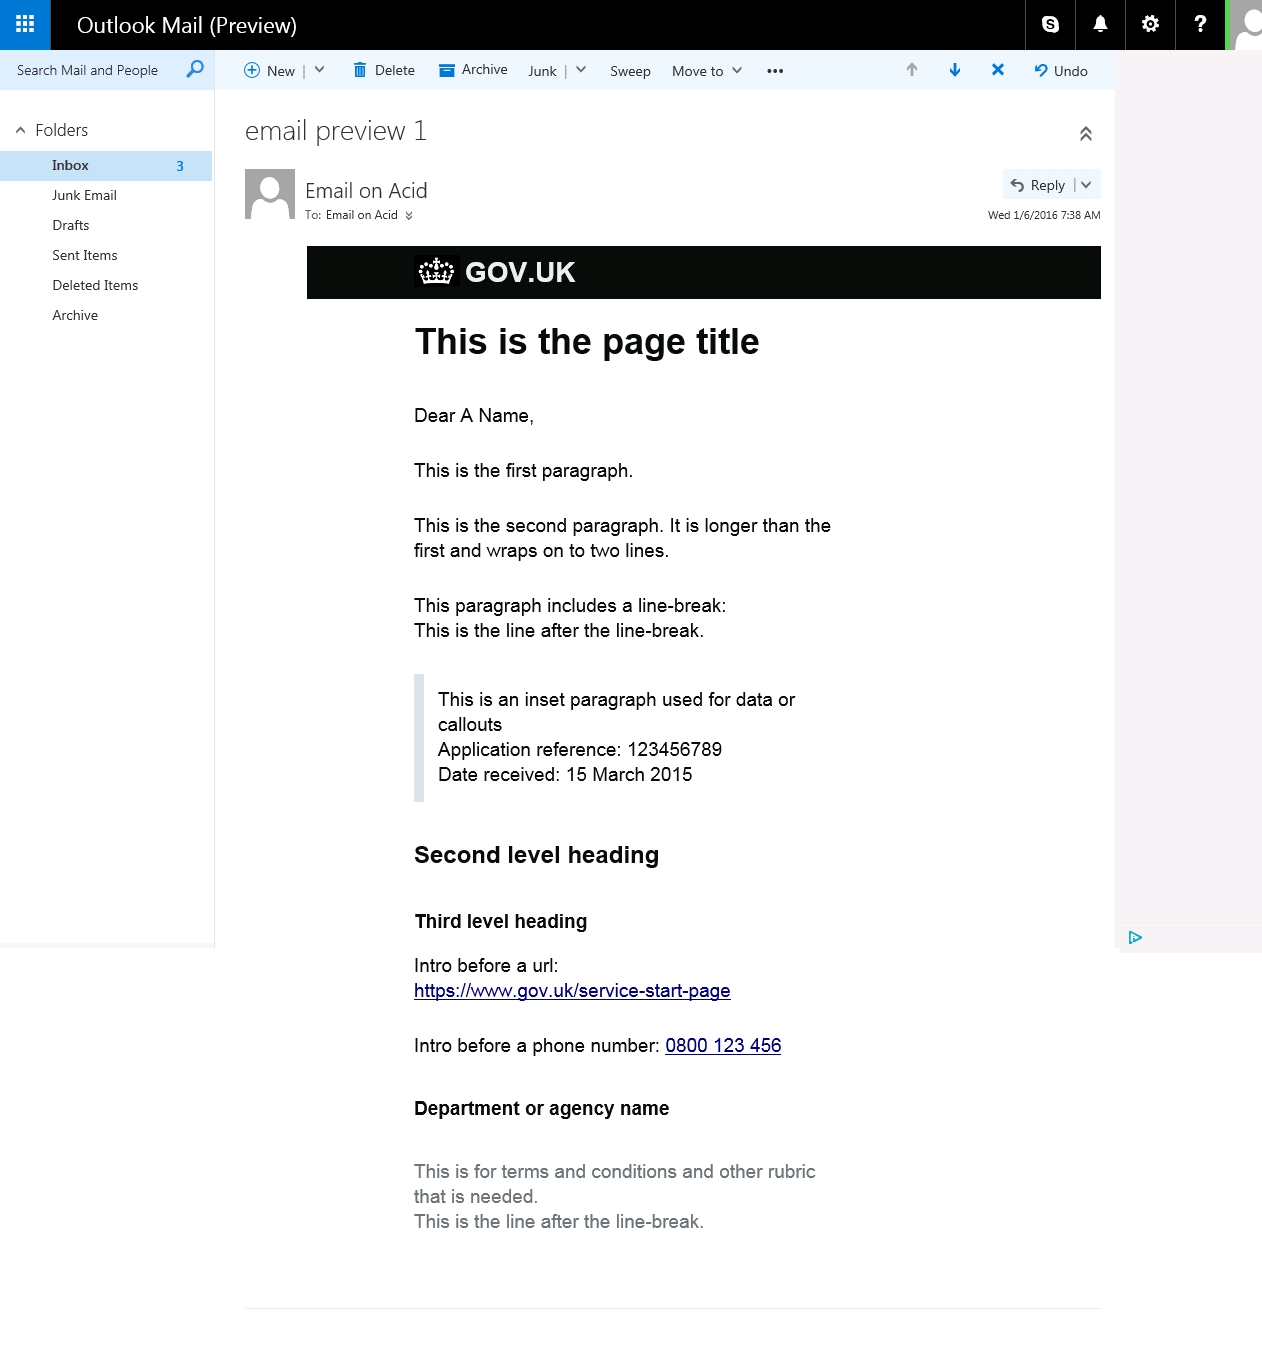 Outlook Mail (Preview)
?
Search Mail and People
New
Delete
Archive
Junk
Sweep
Move to
•••
Undo
Folders
Inbox 3
Junk Email
Drafts
Sent Items
Deleted Items
Archive
email preview 1
Email on Acid
To: Email on Acid
Reply
Wed 1/6/2016 7:38 AM
GOV.UK
This is the page title
Dear A Name,
This is the first paragraph.
This is the second paragraph. It is longer than the
first and wraps on to two lines.
This paragraph includes a line-break:
This is the line after the line-break.
This is an inset paragraph used for data or
callouts
Application reference: 123456789
Date received: 15 March 2015
Second level heading
Third level heading
Intro before a url:
https://www.gov.uk/service-start-page
Intro before a phone number: 0800 123 456
Department or agency name
This is for terms and conditions and other rubric
that is needed.
This is the line after the line-break.